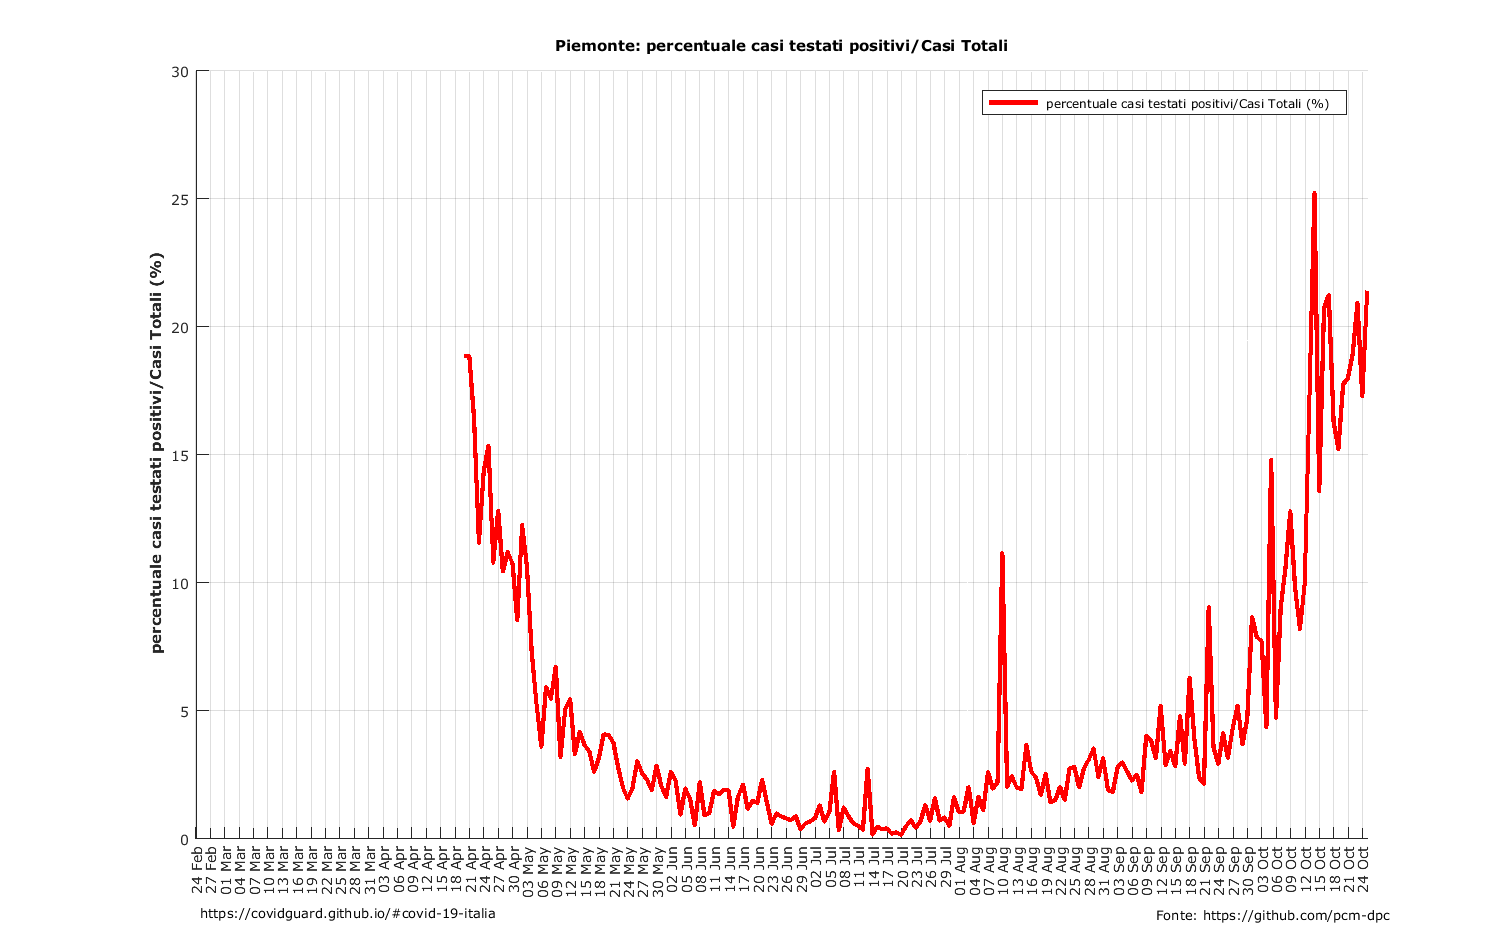 Piemonte: percentuale casi testati positivi/Casi Totali
percentuale casi testati positivi/Casi Totali (%)
percentuale casi testati positivi/Casi Totali (%)
30
25
20
15
10
5
0
24 Feb
27 Feb
01 Mar
04 Mar
07 Mar
10 Mar
13 Mar
16 Mar
19 Mar
22 Mar
25 Mar
28 Mar
31 Mar
03 Apr
06 Apr
09 Apr
12 Apr
15 Apr
18 Apr
21 Apr
24 Apr
27 Apr
30 Apr
03 May
06 May
09 May
12 May
15 May
18 May
21 May
24 May
27 May
30 May
02 Jun
05 Jun
08 Jun
11 Jun
14 Jun
17 Jun
20 Jun
23 Jun
26 Jun
29 Jun
02 Jul
05 Jul
08 Jul
11 Jul
14 Jul
17 Jul
20 Jul
23 Jul
26 Jul
29 Jul
01 Aug
04 Aug
07 Aug
10 Aug
13 Aug
16 Aug
19 Aug
22 Aug
25 Aug
28 Aug
31 Aug
03 Sep
06 Sep
09 Sep
12 Sep
15 Sep
18 Sep
21 Sep
24 Sep
27 Sep
30 Sep
03 Oct
06 Oct
09 Oct
12 Oct
15 Oct
18 Oct
21 Oct
24 Oct
https://covidguard.github.io/#covid-19-italia
Fonte: https://github.com/pcm-dpc